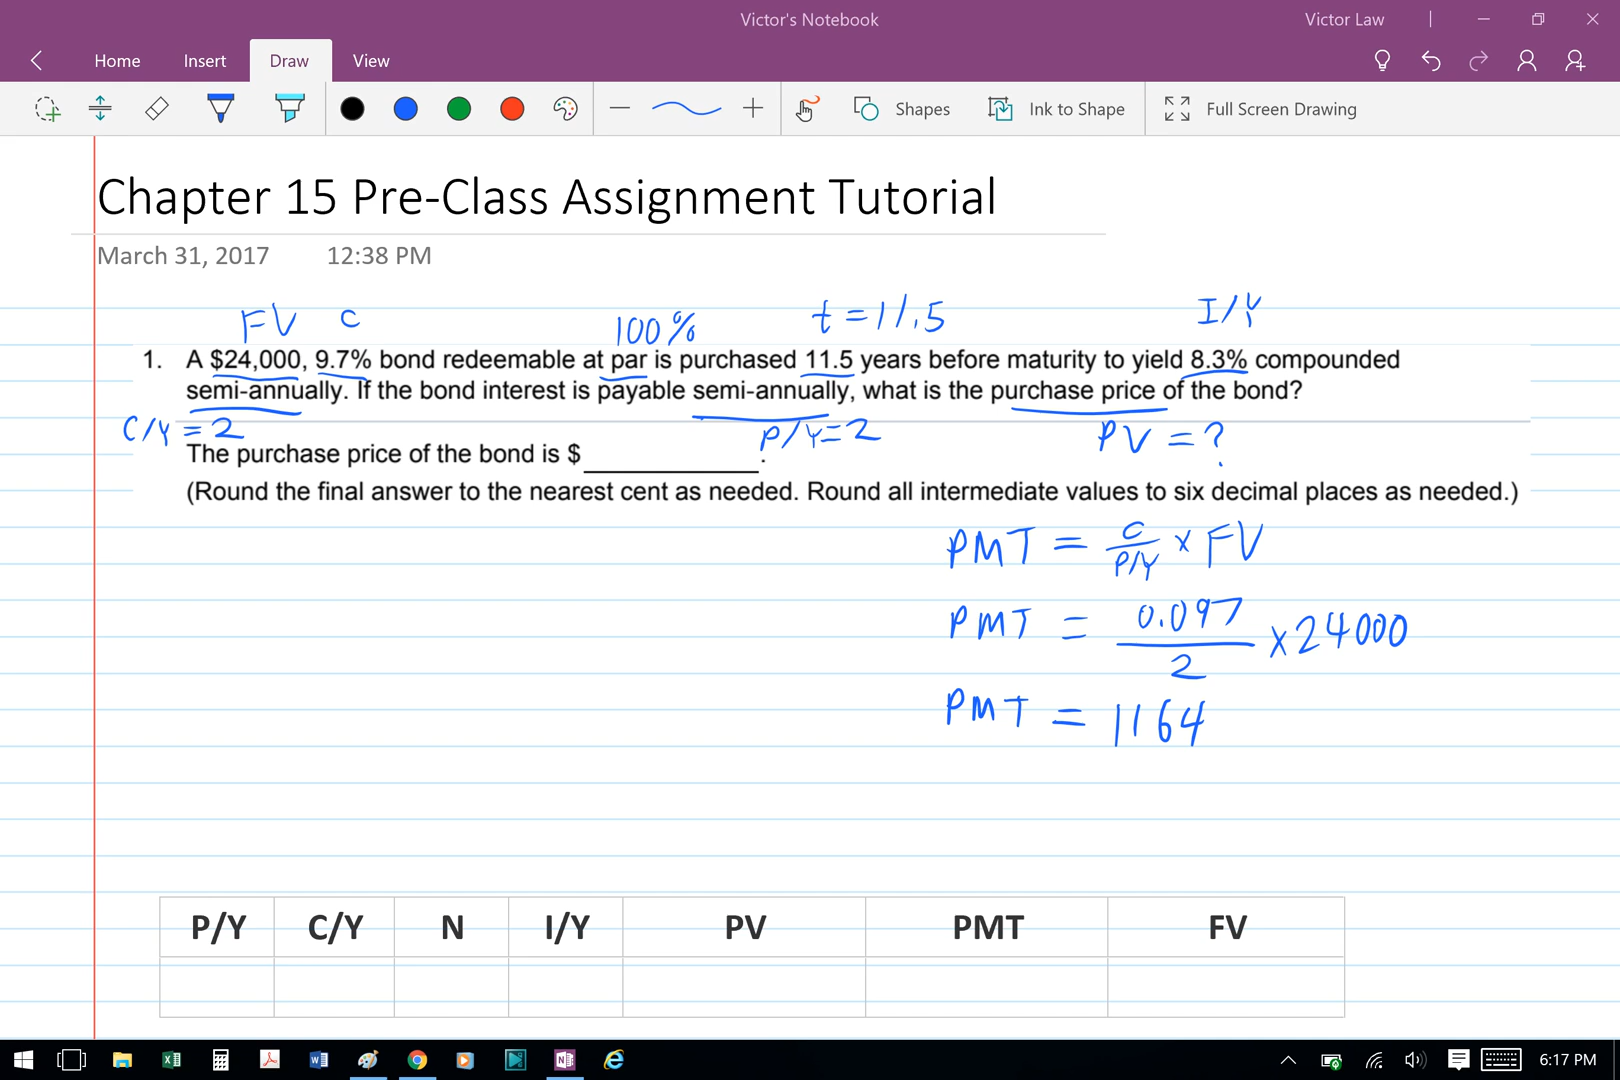 Victor's Notebook
Victor Law
Home Insert Draw View
Shapes Ink to Shape Full Screen Drawing
Chapter 15 Pre-Class Assignment Tutorial
March 31, 2017 12:38 PM
FV C 100% t = 11.5 I/Y
1. A $24,000, 9.7% bond redeemable at par is purchased 11.5 years before maturity to yield 8.3% compounded
semi-annually. If the bond interest is payable semi-annually, what is the purchase price of the bond?
C/Y = 2 P/Y = 2 PV = ?
The purchase price of the bond is $____________.
(Round the final answer to the nearest cent as needed. Round all intermediate values to six decimal places as needed.)
PMT = C/P/Y × FV
PMT = 0.097/2 × 24000
PMT = 1164
P/Y C/Y N I/Y PV PMT FV
6:17 PM